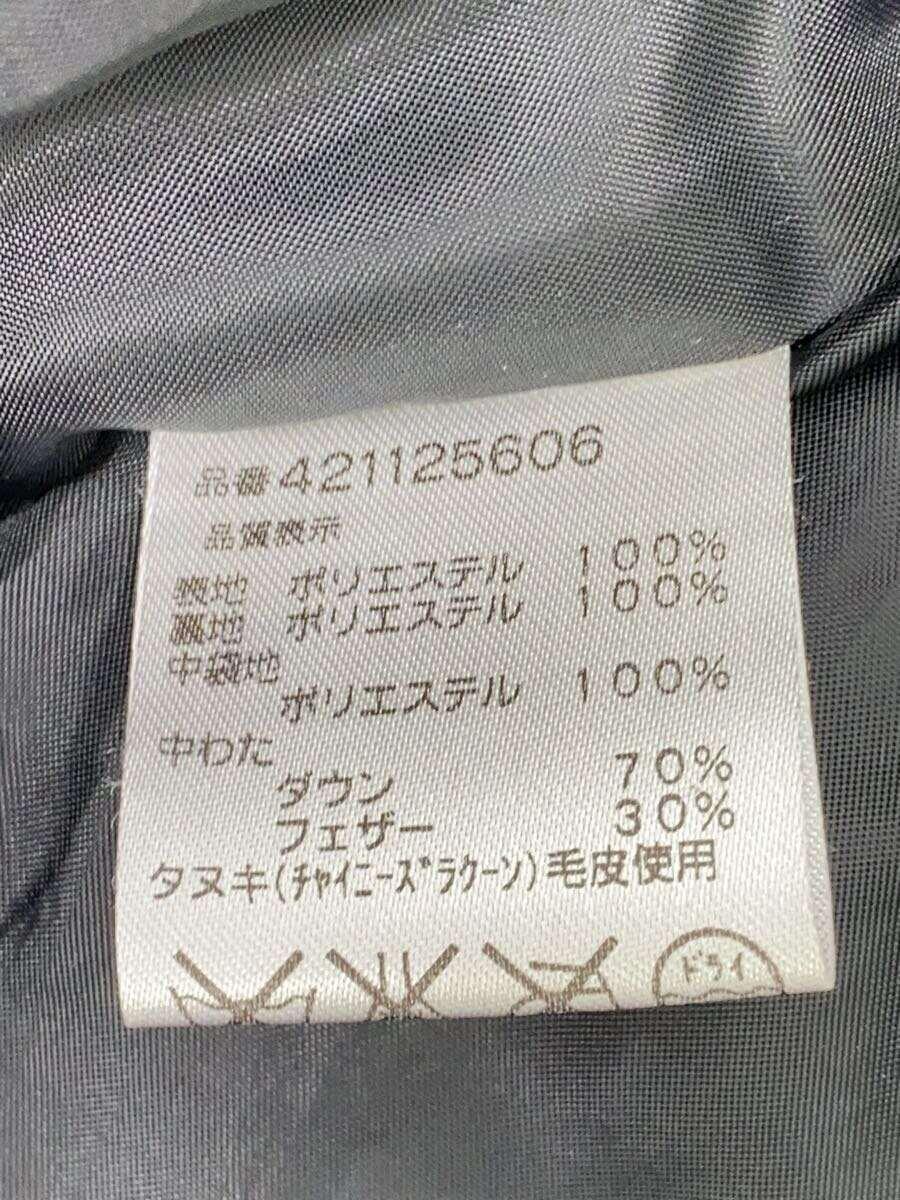 品番421125606
品質表示
表地 ポリエステル 100%
裏地 ポリエステル 100%
中袋地
ポリエステル 100%
中わた
ダウン 70%
フェザー 30%
タヌキ(チャイニーズラクーン)毛皮使用
ドライ